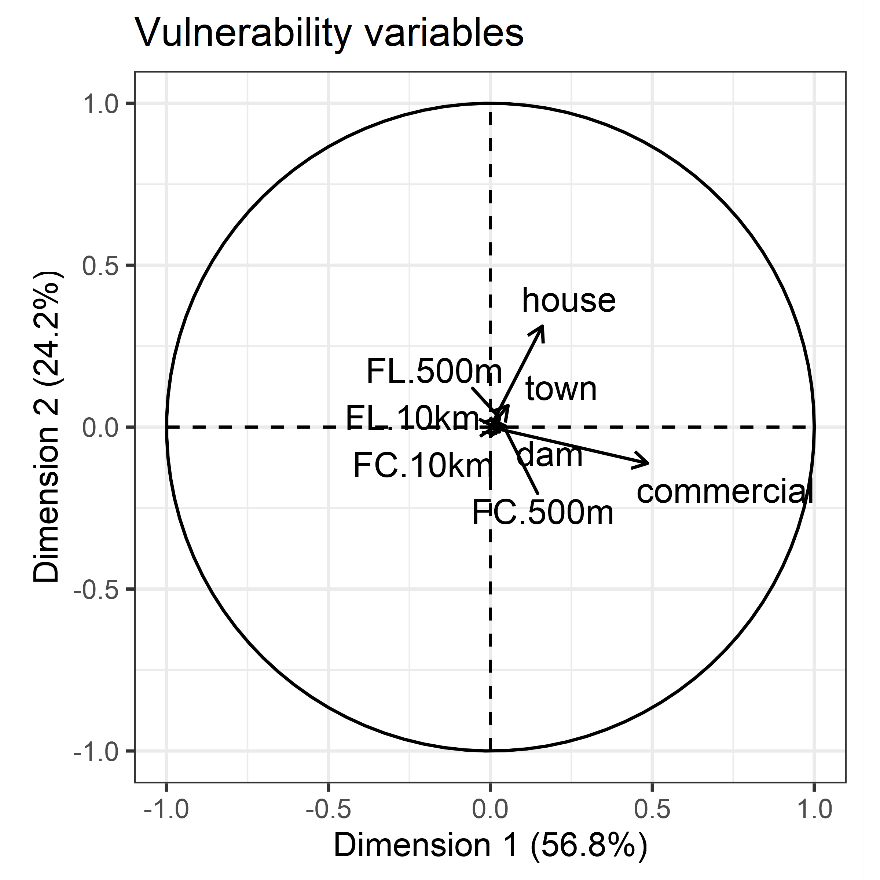 Vulnerability variables
1.0
0.5
0.0
-0.5
-1.0
Dimension 2 (24.2%)
house
FL.500m
town
FL.10km
dam
FC.10km
commercial
FC.500m
-1.0
-0.5
0.0
0.5
1.0
Dimension 1 (56.8%)